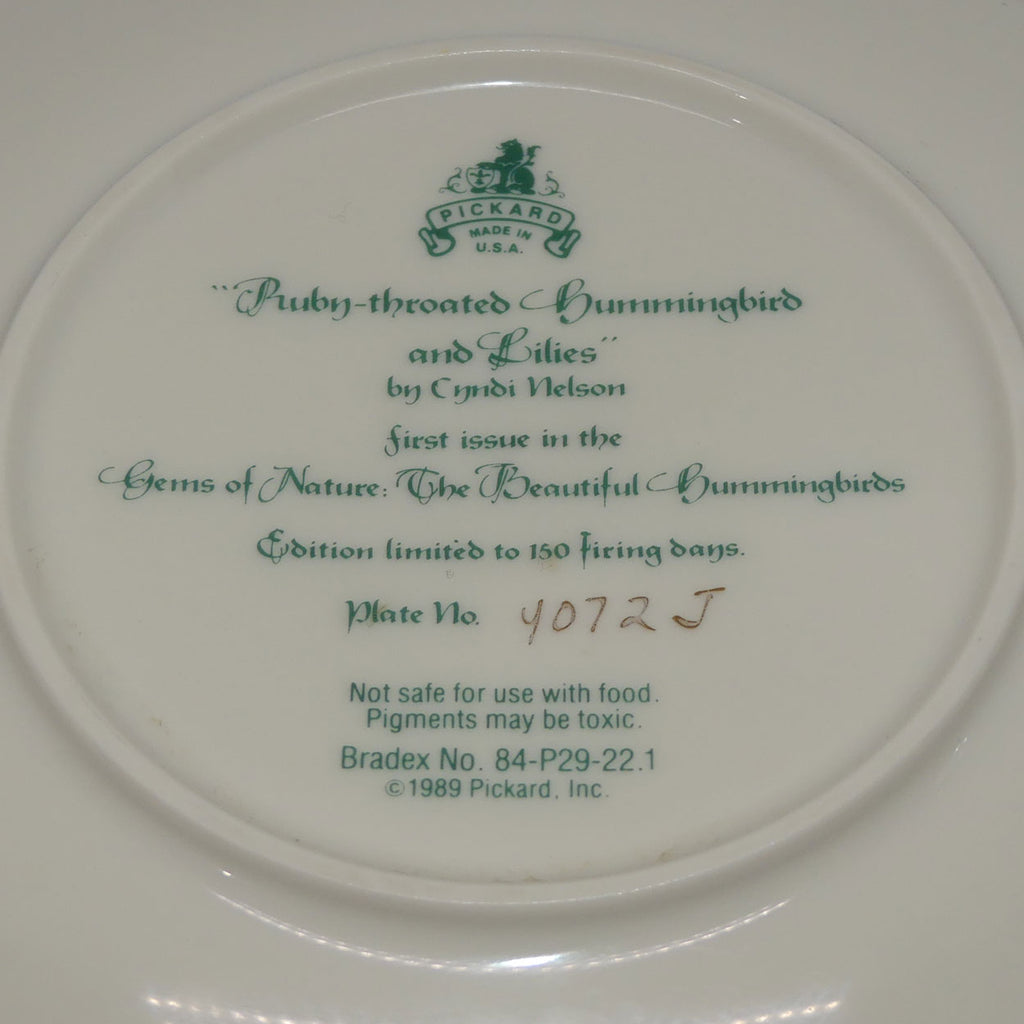 PICKARD
MADE IN
U.S.A.
"Ruby-throated Hummingbird
and Lilies"
by Cyndi Nelson
first issue in the
Gems of Nature: The Beautiful Hummingbirds
Edition limited to 150 firing days.
Plate No. 4072 J
Not safe for use with food.
Pigments may be toxic.
Bradex No. 84-P29-22.1
©1989 Pickard, Inc.